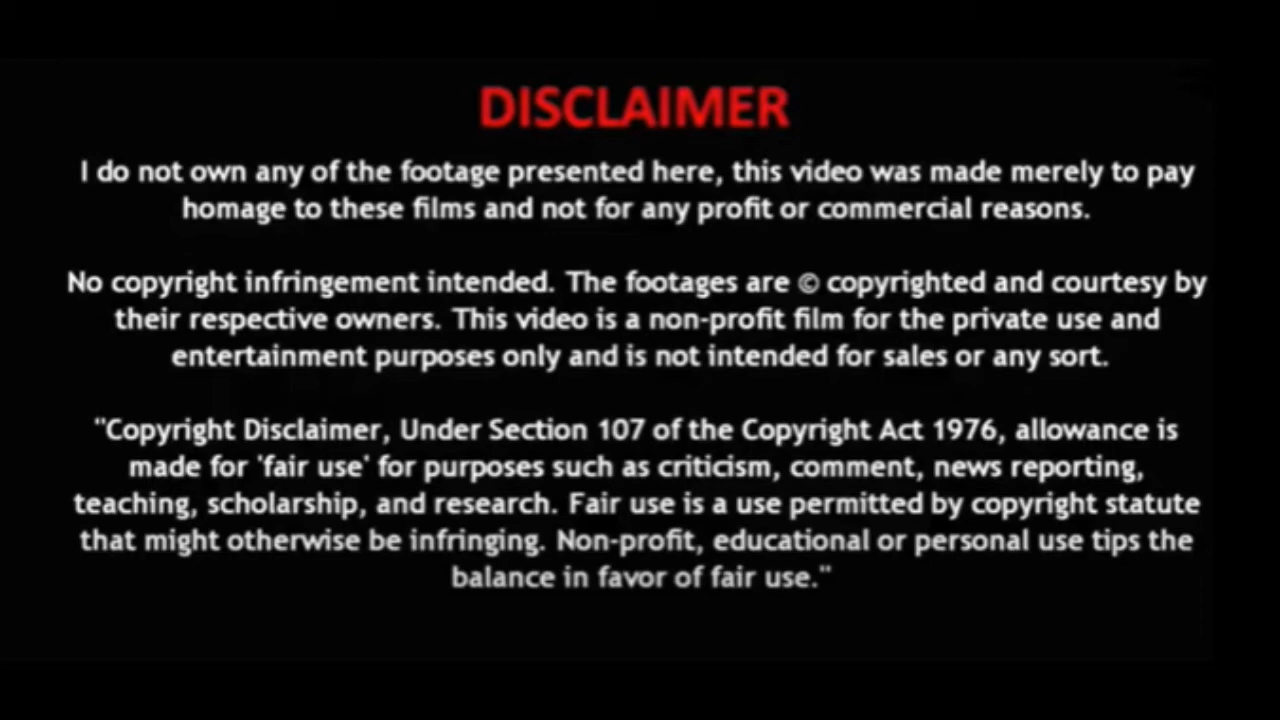 DISCLAIMER
I do not own any of the footage presented here, this video was made merely to pay
homage to these films and not for any profit or commercial reasons.
No copyright infringement intended. The footages are © copyrighted and courtesy by
their respective owners. This video is a non-profit film for the private use and
entertainment purposes only and is not intended for sales or any sort.
"Copyright Disclaimer, Under Section 107 of the Copyright Act 1976, allowance is
made for 'fair use' for purposes such as criticism, comment, news reporting,
teaching, scholarship, and research. Fair use is a use permitted by copyright statute
that might otherwise be infringing. Non-profit, educational or personal use tips the
balance in favor of fair use."